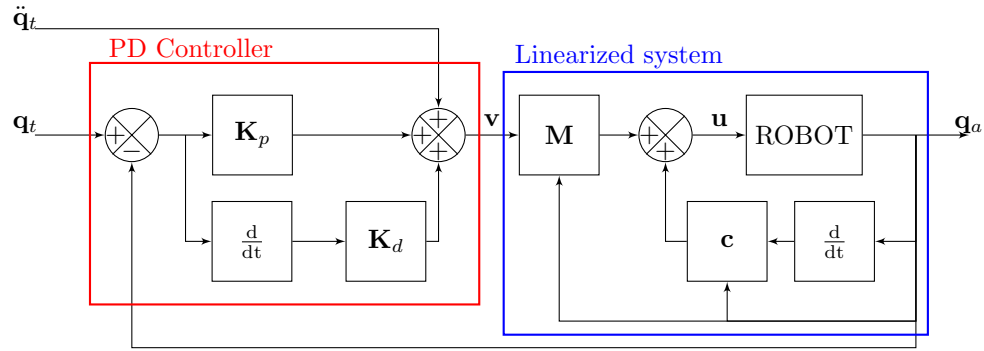 q̈_t
PD Controller
Linearized system
q_t
+
−
K_p
+
+
+
v
M
+
+
u
ROBOT
q_a
d/dt
K_d
c
d/dt